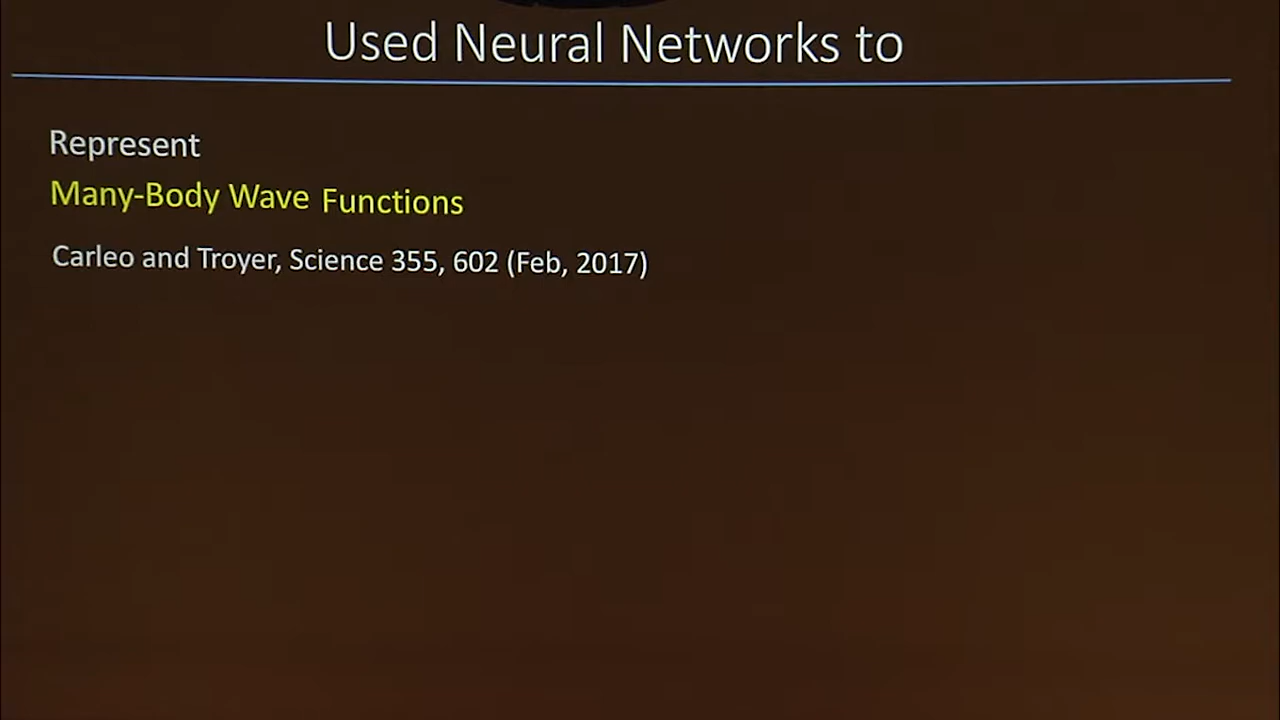 Used Neural Networks to
Represent
Many-Body Wave Functions
Carleo and Troyer, Science 355, 602 (Feb, 2017)